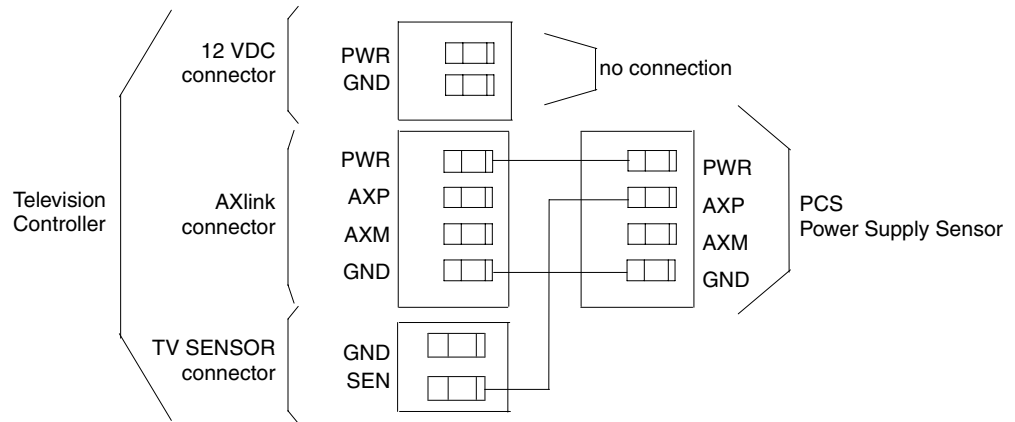 12 VDC
connector
PWR
GND
no connection
Television
Controller
AXlink
connector
PWR
AXP
AXM
GND
PWR
AXP
AXM
GND
PCS
Power Supply Sensor
TV SENSOR
connector
GND
SEN